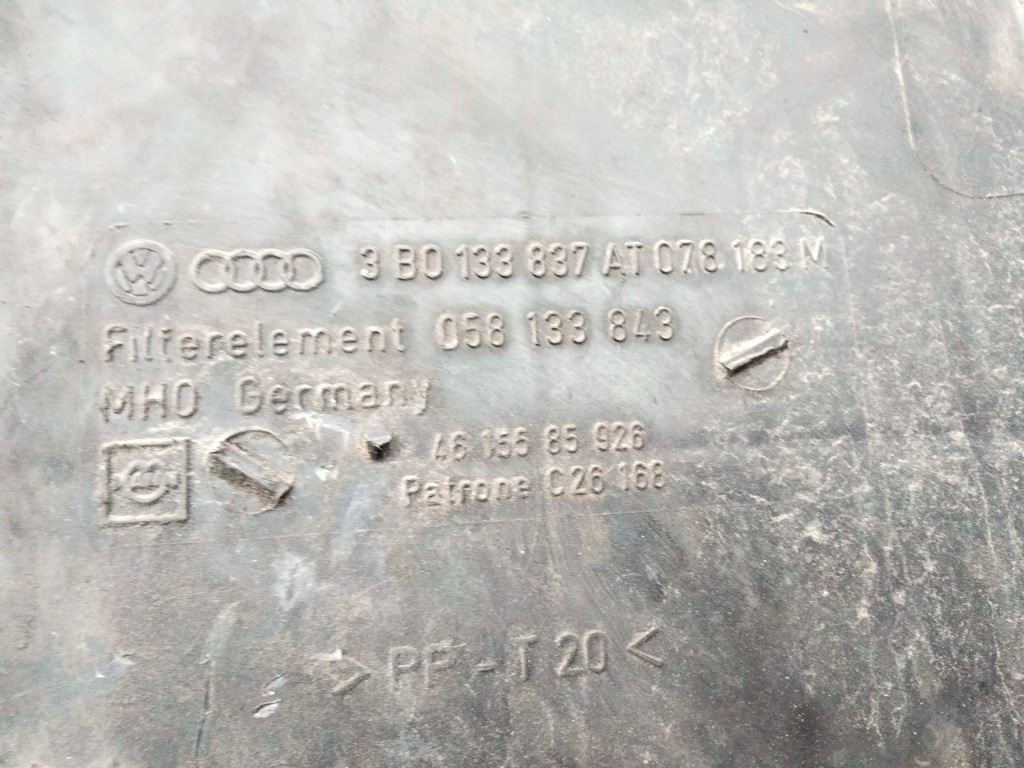 3 B0 133 837 AT 078 183 M
Filterelement 058 133 843
MHO Germany
46 155 85 926
Patrone C26 168
> PP - T 20 <